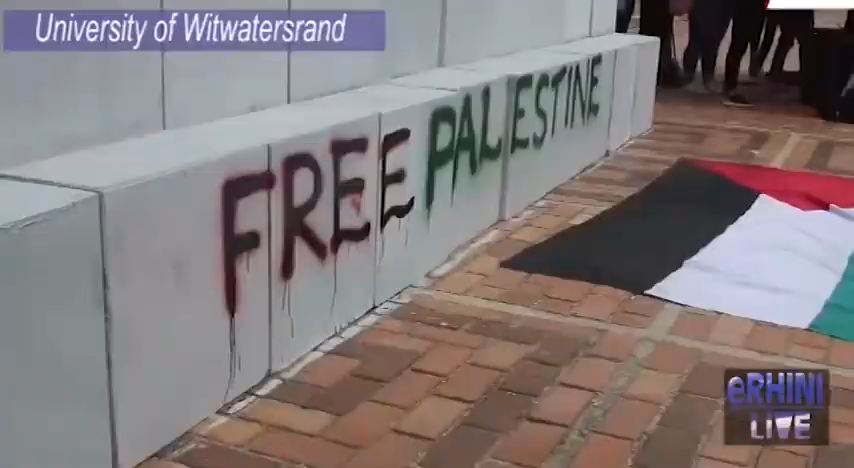 University of Witwatersrand
FREE PALESTINE
eRHINI
LIVE